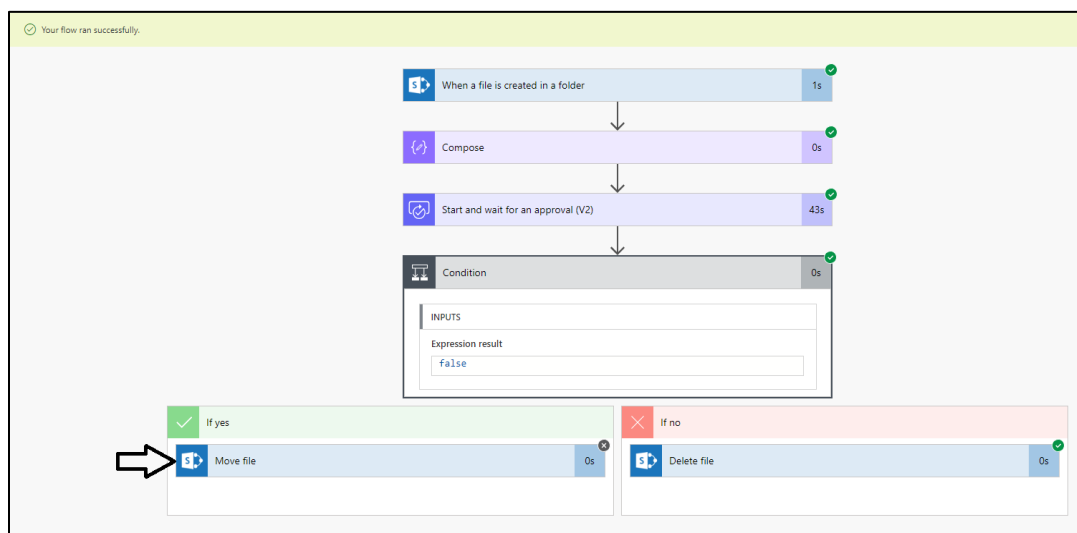 Your flow ran successfully.
When a file is created in a folder 1s
Compose 0s
Start and wait for an approval (V2) 43s
Condition 0s
INPUTS
Expression result
false
If yes
Move file 0s
If no
Delete file 0s